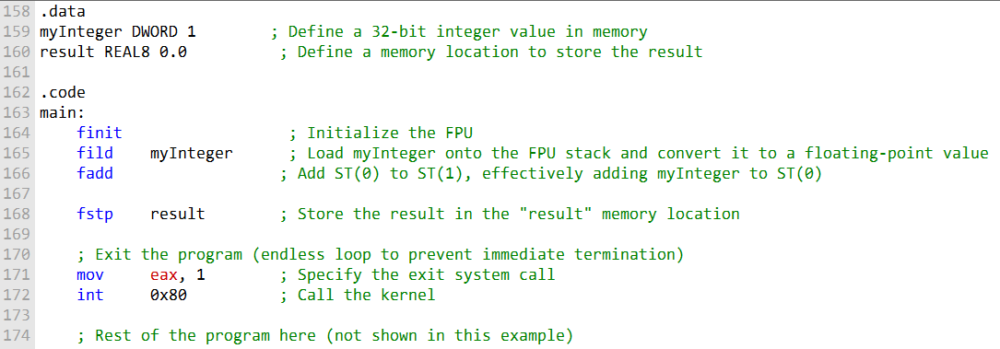 158 .data
159 myInteger DWORD 1 ; Define a 32-bit integer value in memory
160 result REAL8 0.0 ; Define a memory location to store the result
161
162 .code
163 main:
164 finit ; Initialize the FPU
165 fild myInteger ; Load myInteger onto the FPU stack and convert it to a floating-point value
166 fadd ; Add ST(0) to ST(1), effectively adding myInteger to ST(0)
167
168 fstp result ; Store the result in the "result" memory location
169
170 ; Exit the program (endless loop to prevent immediate termination)
171 mov eax, 1 ; Specify the exit system call
172 int 0x80 ; Call the kernel
173
174 ; Rest of the program here (not shown in this example)